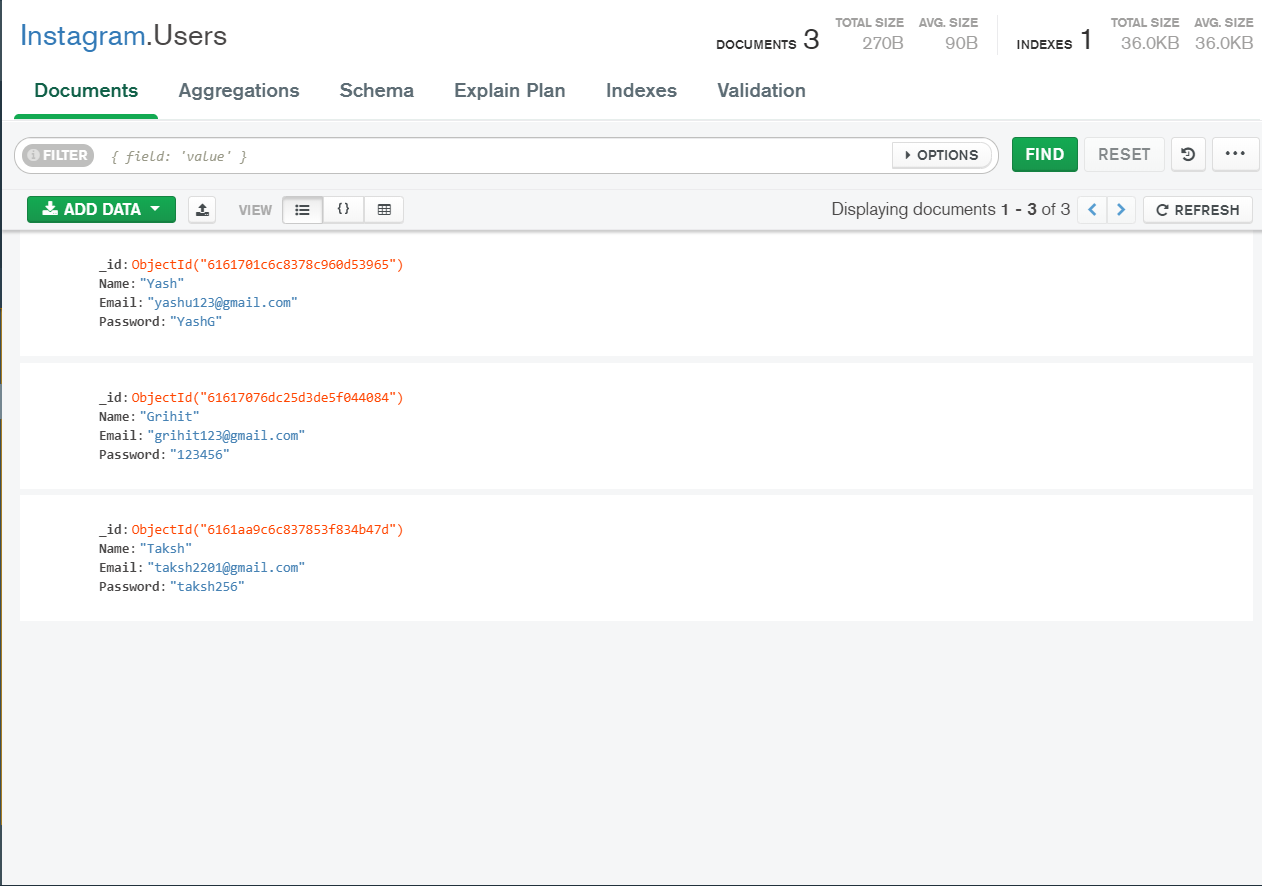 Instagram.Users
DOCUMENTS 3 TOTAL SIZE 270B AVG. SIZE 90B INDEXES 1 TOTAL SIZE 36.0KB AVG. SIZE 36.0KB
Documents Aggregations Schema Explain Plan Indexes Validation
FILTER { field: 'value' } OPTIONS FIND RESET
ADD DATA VIEW {} Displaying documents 1 - 3 of 3 REFRESH
_id: ObjectId("6161701c6c8378c960d53965")
Name: "Yash"
Email: "yashu123@gmail.com"
Password: "YashG"
_id: ObjectId("61617076dc25d3de5f044084")
Name: "Grihit"
Email: "grihit123@gmail.com"
Password: "123456"
_id: ObjectId("6161aa9c6c837853f834b47d")
Name: "Taksh"
Email: "taksh2201@gmail.com"
Password: "taksh256"